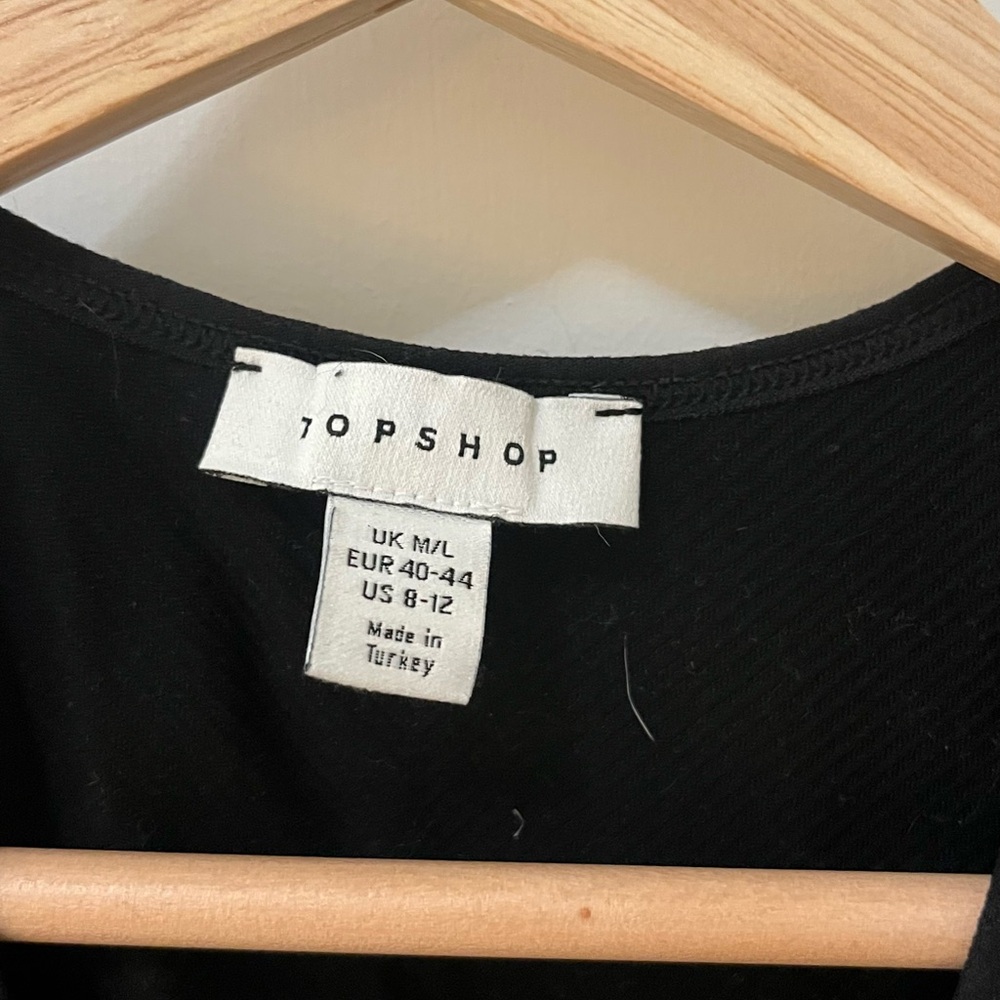 TOPSHOP
UK M/L
EUR 40-44
US 8-12
Made in
Turkey